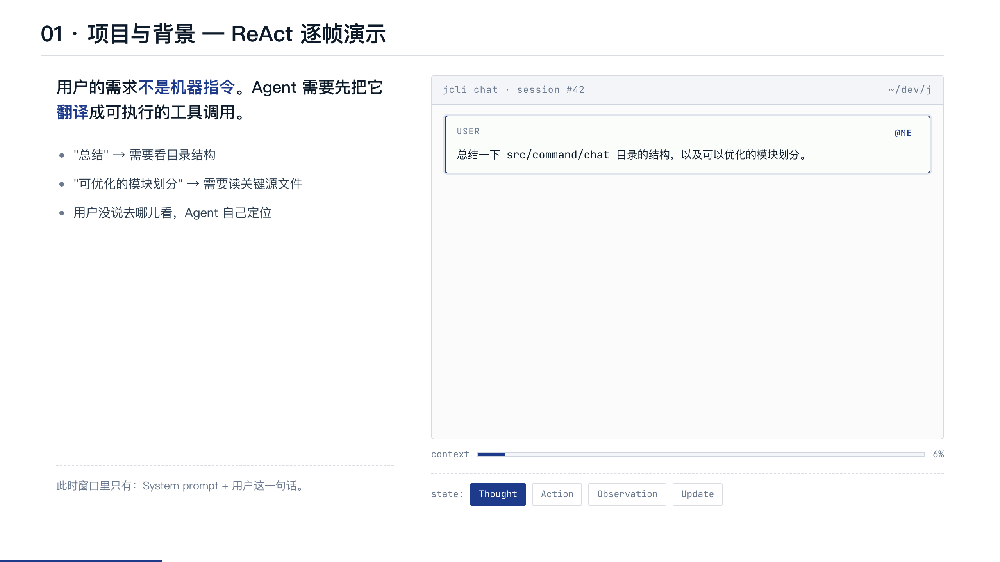 01 · 项目与背景 — ReAct 逐帧演示
用户的需求不是机器指令。Agent 需要先把它
翻译成可执行的工具调用。
"总结" → 需要看目录结构
"可优化的模块划分" → 需要读关键源文件
用户没说去哪儿看，Agent 自己定位
此时窗口里只有：System prompt + 用户这一句话。
jcli chat · session #42
~/dev/j
USER
@ME
总结一下 src/command/chat 目录的结构，以及可以优化的模块划分。
context
6%
state: Thought Action Observation Update